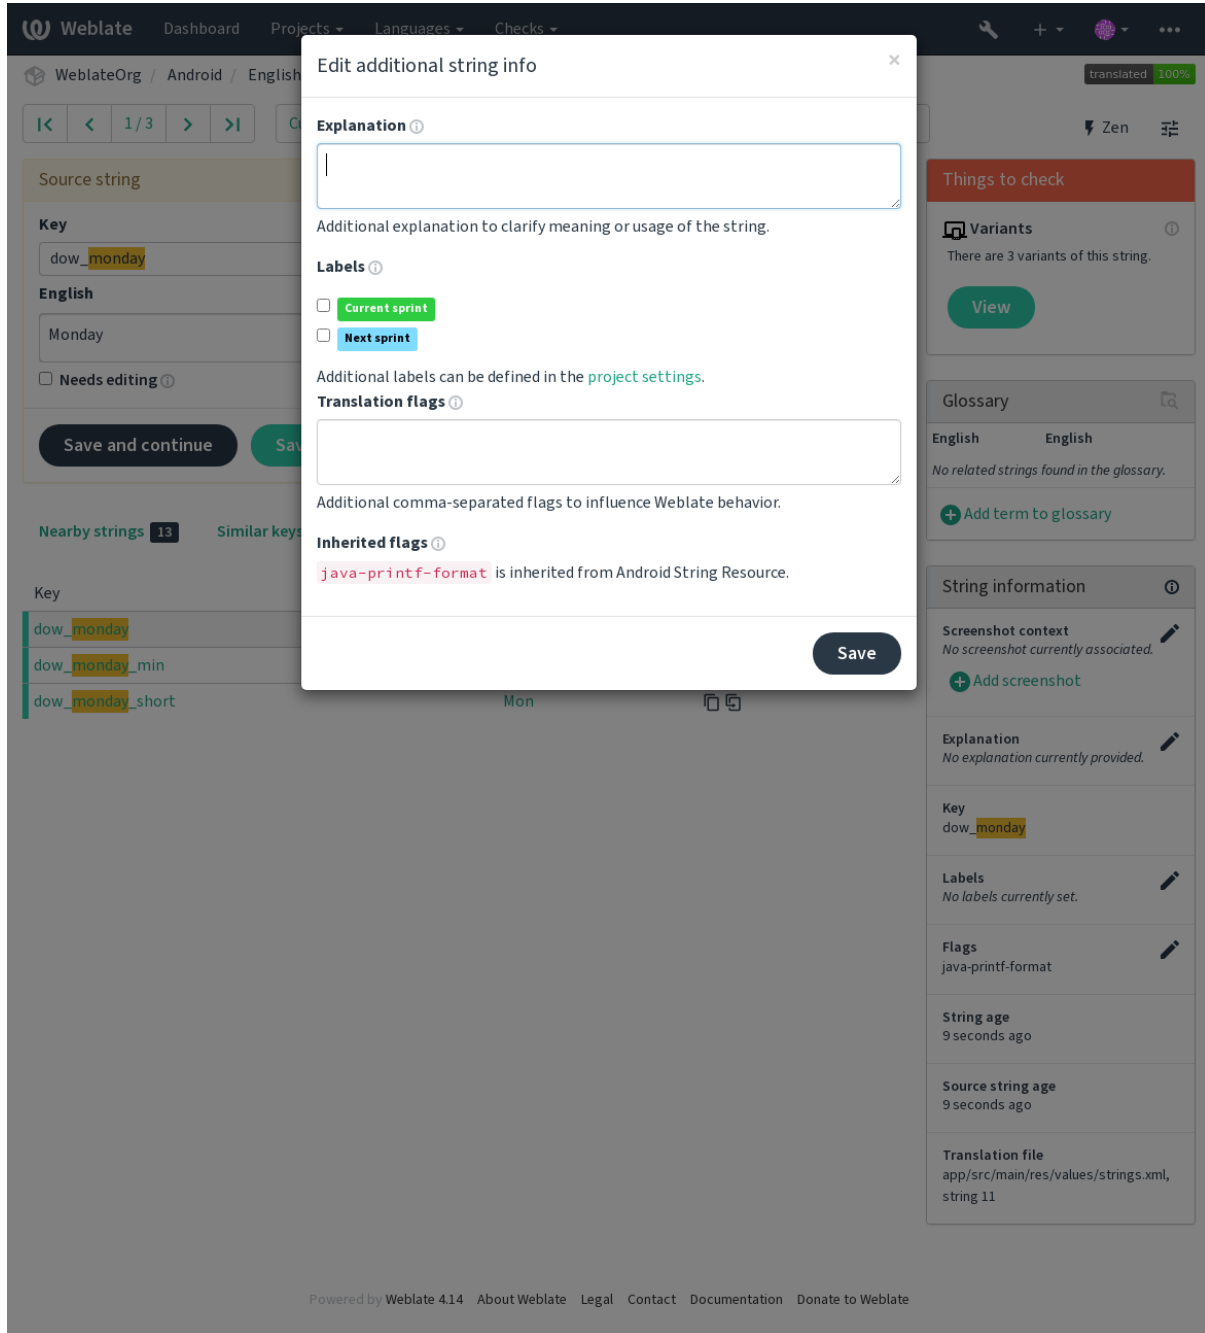 Weblate Dashboard Projects Languages Checks
WeblateOrg / Android / English
translated 100%
1 / 3
Zen
Edit additional string info
×
Explanation
Additional explanation to clarify meaning or usage of the string.
Labels
Current sprint
Next sprint
Additional labels can be defined in the project settings.
Translation flags
Additional comma-separated flags to influence Weblate behavior.
Inherited flags
java-printf-format is inherited from Android String Resource.
Save
Source string
Key
dow_monday
English
Monday
Needs editing
Save and continue
Nearby strings 13 Similar keys
Key
dow_monday
dow_monday_min
dow_monday_short Mon
Things to check
Variants
There are 3 variants of this string.
View
Glossary
English English
No related strings found in the glossary.
Add term to glossary
String information
Screenshot context
No screenshot currently associated.
Add screenshot
Explanation
No explanation currently provided.
Key
dow_monday
Labels
No labels currently set.
Flags
java-printf-format
String age
9 seconds ago
Source string age
9 seconds ago
Translation file
app/src/main/res/values/strings.xml,
string 11
Powered by Weblate 4.14 About Weblate Legal Contact Documentation Donate to Weblate